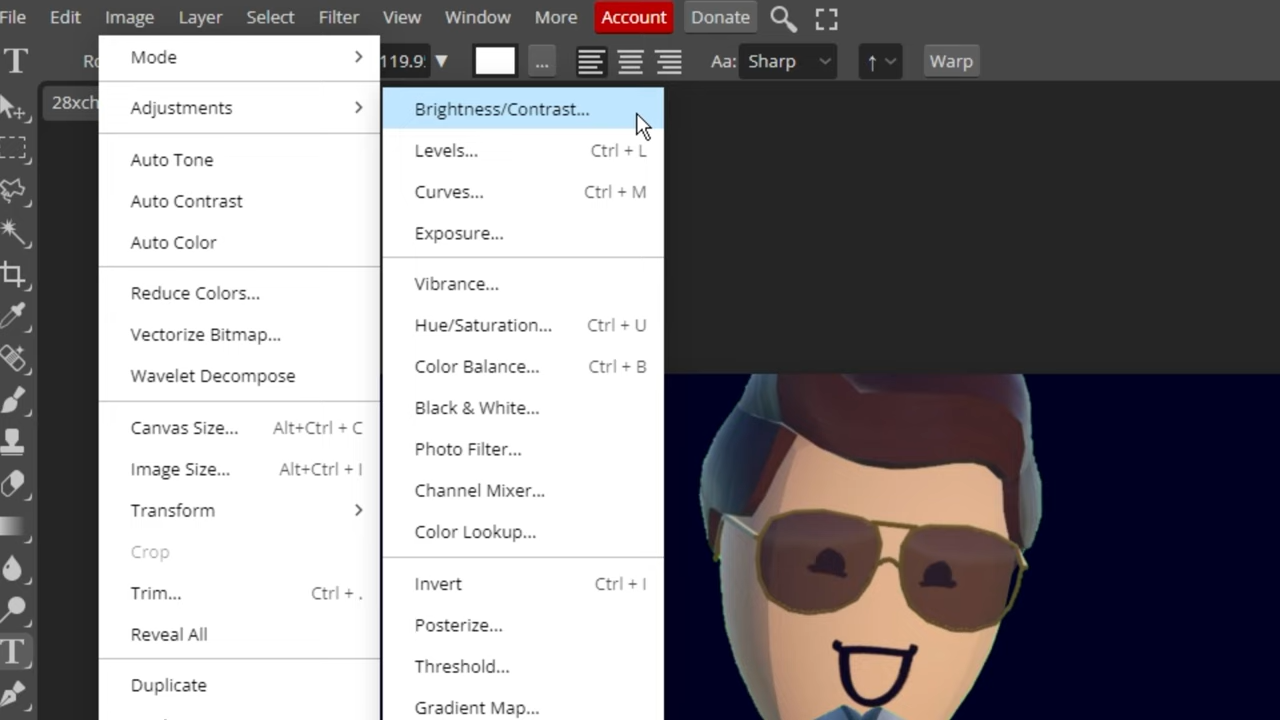 File Edit Image Layer Select Filter View Window More Account Donate
T Ro 119.9 ... Aa: Sharp ↑ Warp
28xch
Mode
Adjustments
Auto Tone
Auto Contrast
Auto Color
Reduce Colors...
Vectorize Bitmap...
Wavelet Decompose
Canvas Size... Alt+Ctrl + C
Image Size... Alt+Ctrl + I
Transform
Crop
Trim... Ctrl + .
Reveal All
Duplicate
Brightness/Contrast...
Levels... Ctrl + L
Curves... Ctrl + M
Exposure...
Vibrance...
Hue/Saturation... Ctrl + U
Color Balance... Ctrl + B
Black & White...
Photo Filter...
Channel Mixer...
Color Lookup...
Invert Ctrl + I
Posterize...
Threshold...
Gradient Map...